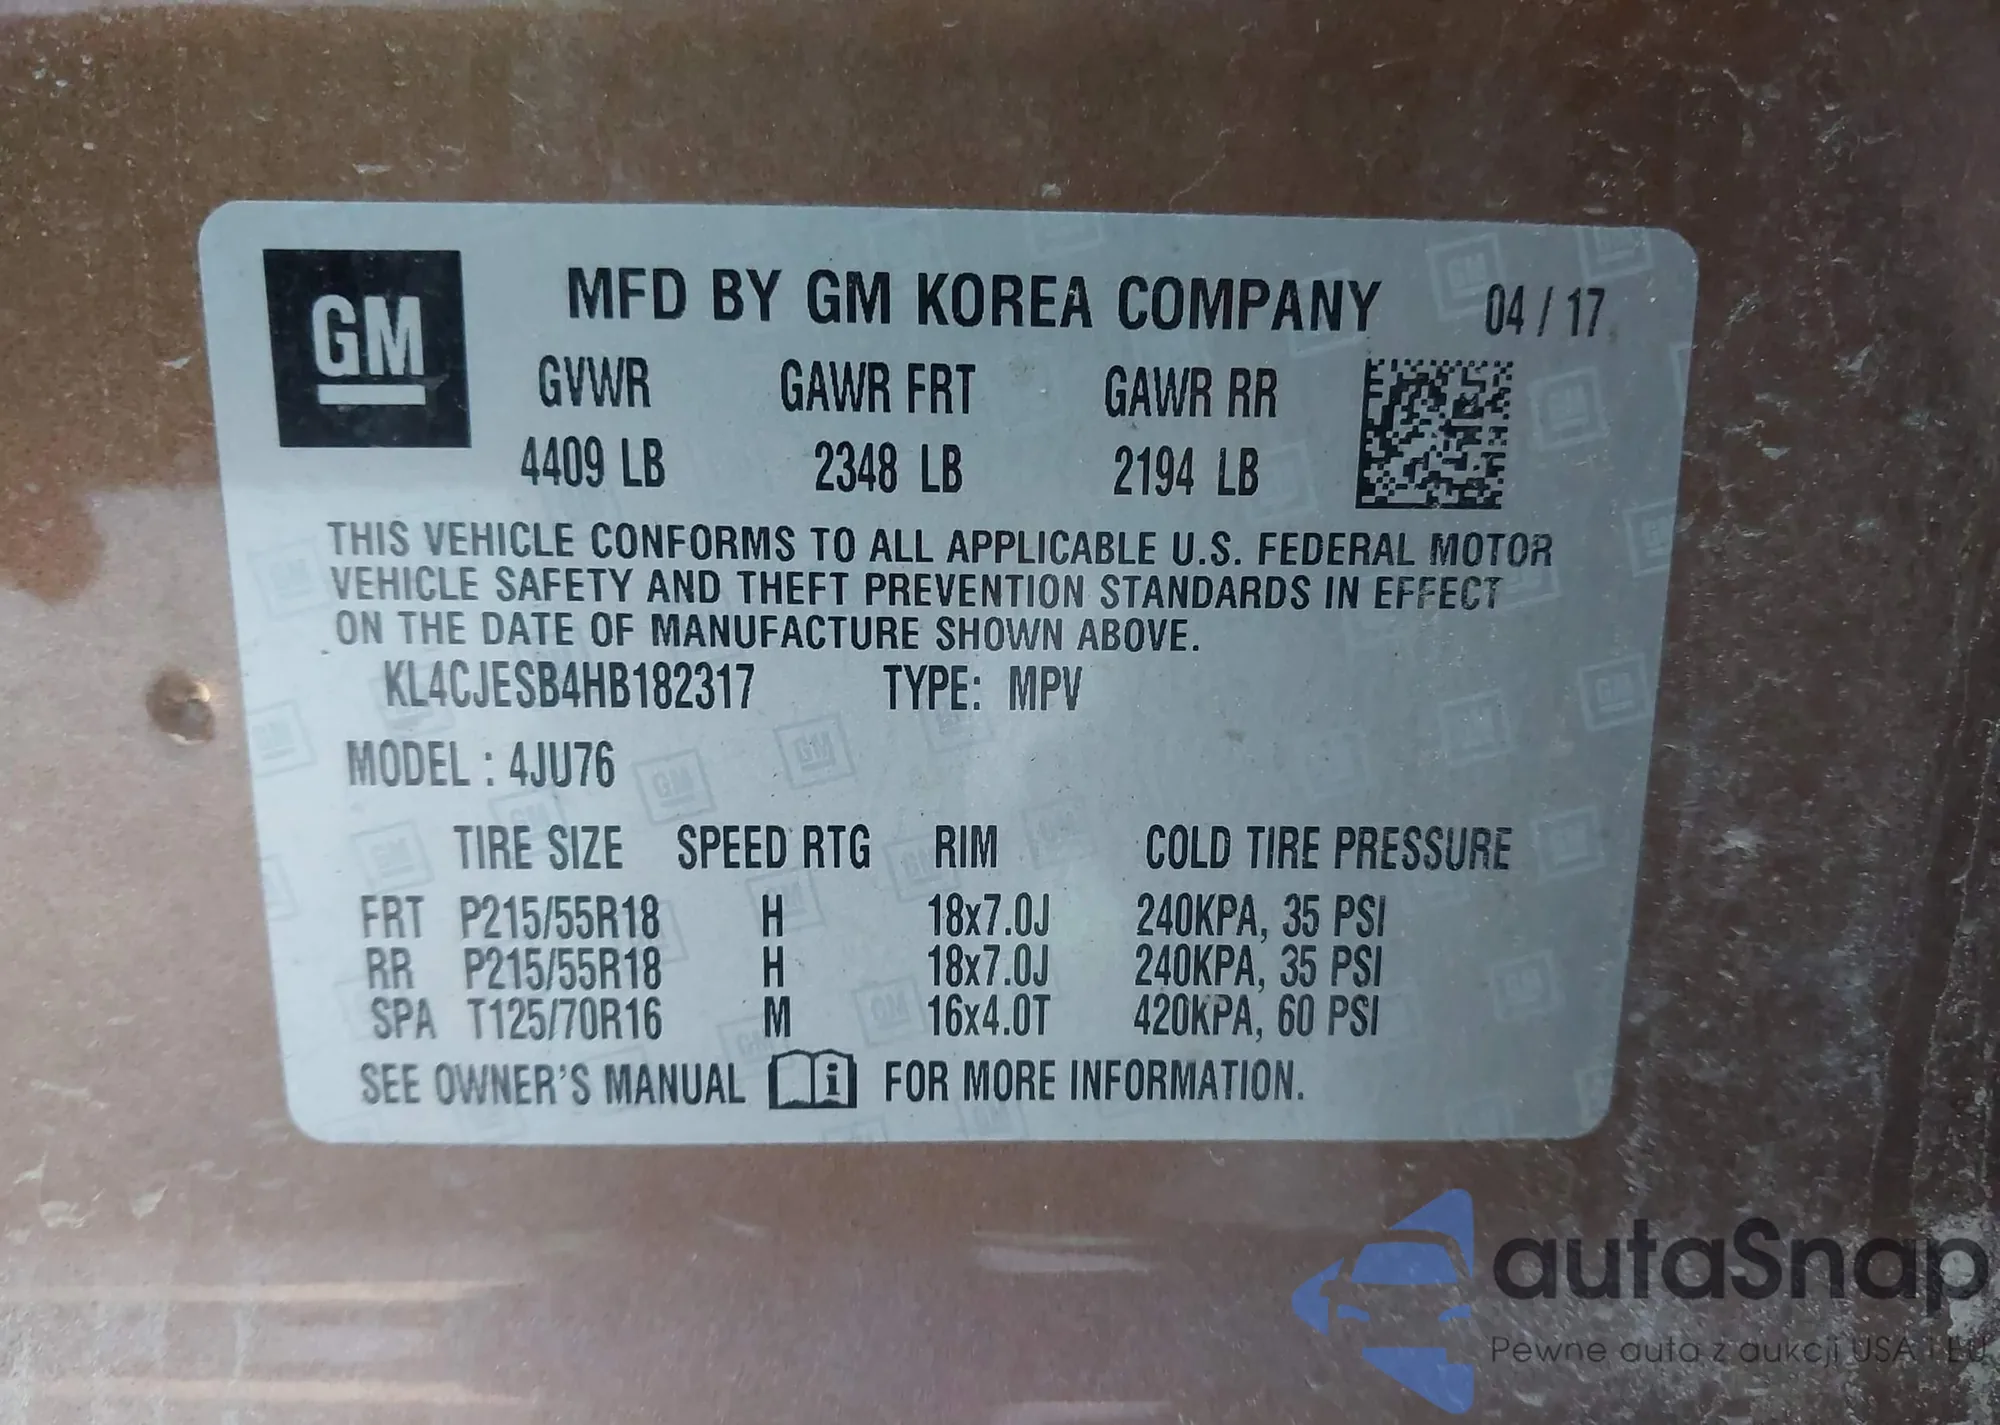 GM
MFD BY GM KOREA COMPANY 04 / 17
GVWR GAWR FRT GAWR RR
4409 LB 2348 LB 2194 LB
THIS VEHICLE CONFORMS TO ALL APPLICABLE U.S. FEDERAL MOTOR
VEHICLE SAFETY AND THEFT PREVENTION STANDARDS IN EFFECT
ON THE DATE OF MANUFACTURE SHOWN ABOVE.
KL4CJESB4HB182317 TYPE: MPV
MODEL : 4JU76
TIRE SIZE SPEED RTG RIM COLD TIRE PRESSURE
FRT P215/55R18 H 18x7.0J 240KPA, 35 PSI
RR P215/55R18 H 18x7.0J 240KPA, 35 PSI
SPA T125/70R16 M 16x4.0T 420KPA, 60 PSI
SEE OWNER'S MANUAL i FOR MORE INFORMATION.
autaSnap
Pewne auta z aukcji USA i EU